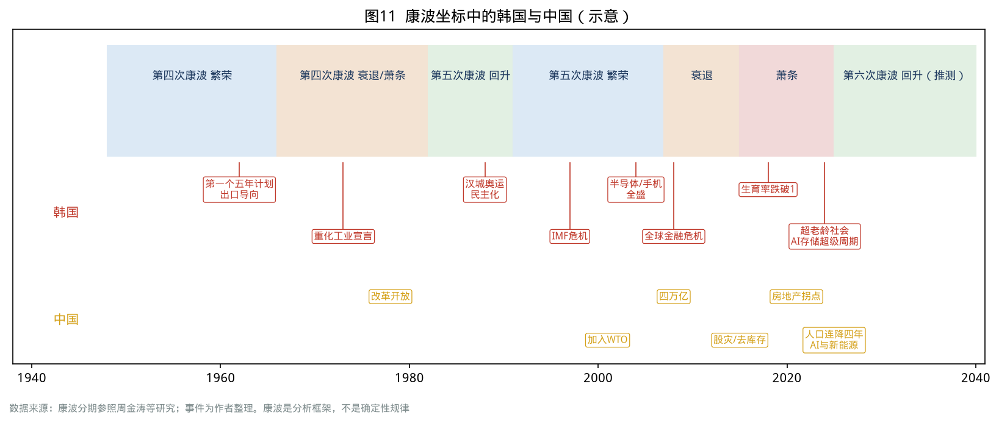 图11  康波坐标中的韩国与中国（示意）
第四次康波 繁荣
第四次康波 衰退/萧条
第五次康波 回升
第五次康波 繁荣
衰退
萧条
第六次康波 回升（推测）
韩国
第一个五年计划
出口导向
重化工业宣言
汉城奥运
民主化
IMF危机
半导体/手机
全盛
全球金融危机
生育率跌破1
超老龄社会
AI存储超级周期
中国
改革开放
加入WTO
四万亿
股灾/去库存
房地产拐点
人口连降四年
AI与新能源
1940
1960
1980
2000
2020
2040
数据来源：康波分期参照周金涛等研究；事件为作者整理。康波是分析框架，不是确定性规律